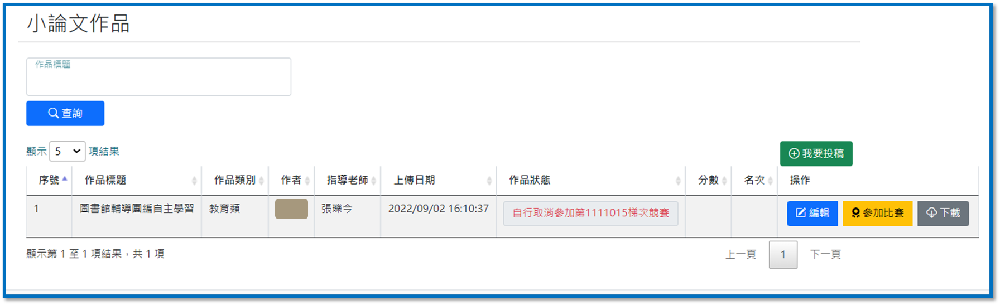 小論文作品
作品標題
查詢
顯示 5 項結果
我要投稿
序號 作品標題 作品類別 作者 指導老師 上傳日期 作品狀態 分數 名次 操作
1 圖書館輔導團編自主學習 教育類 張瓅今 2022/09/02 16:10:37 自行取消參加第1111015梯次競賽 編輯 參加比賽 下載
顯示第 1 至 1 項結果，共 1 項
上一頁 1 下一頁